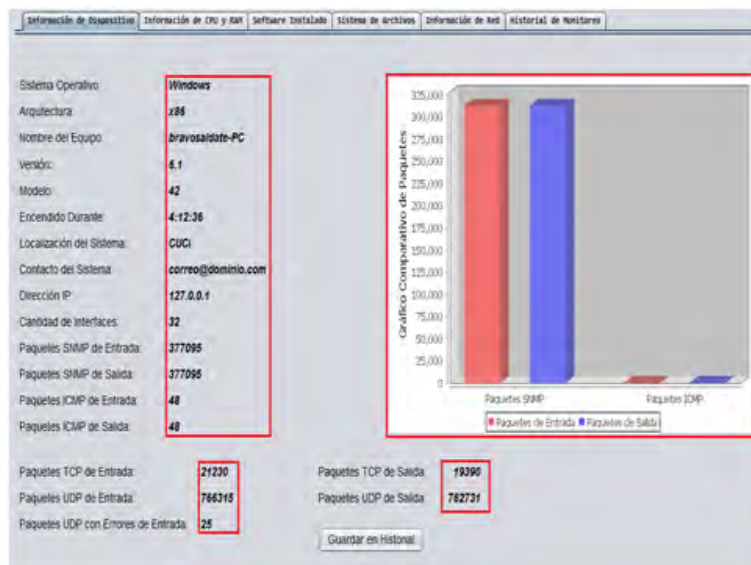 Información de Dispositivo Información de CPU y RAM Software Instalado Sistema de Archivos Información de Red Historial de Monitoreo
Sistema Operativo: Windows
Arquitectura: x86
Nombre del Equipo: bravosaldate-PC
Versión: 6.1
Modelo: 42
Encendido Durante: 4:12:36
Localización del Sistema: CUCi
Contacto del Sistema: correo@dominio.com
Dirección IP: 127.0.0.1
Cantidad de Interfaces: 32
Paquetes SNMP de Entrada: 377095
Paquetes SNMP de Salida: 377095
Paquetes ICMP de Entrada: 48
Paquetes ICMP de Salida: 48
Gráfico Comparativo de Paquetes
325,000
300,000
275,000
250,000
225,000
200,000
175,000
150,000
125,000
100,000
75,000
50,000
25,000
0
Paquetes SNMP Paquetes ICMP
Paquetes de Entrada Paquetes de Salida
Paquetes TCP de Entrada: 21230 Paquetes TCP de Salida 19390
Paquetes UDP de Entrada: 766315 Paquetes UDP de Salida 762731
Paquetes UDP con Errores de Entrada: 25
Guardar en Historial